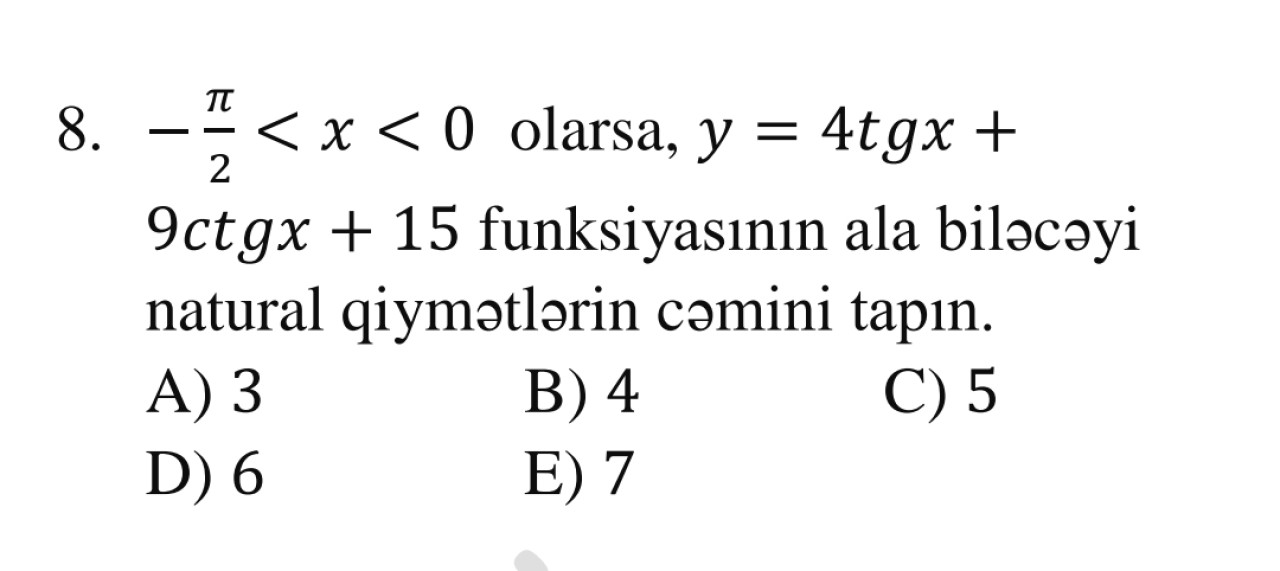 8. $-\frac{\pi}{2} < x < 0$ olarsa, $y = 4tgx +$
$9ctgx + 15$ funksiyasının ala biləcəyi
natural qiymətlərin cəmini tapın.
A) 3 B) 4 C) 5
D) 6 E) 7